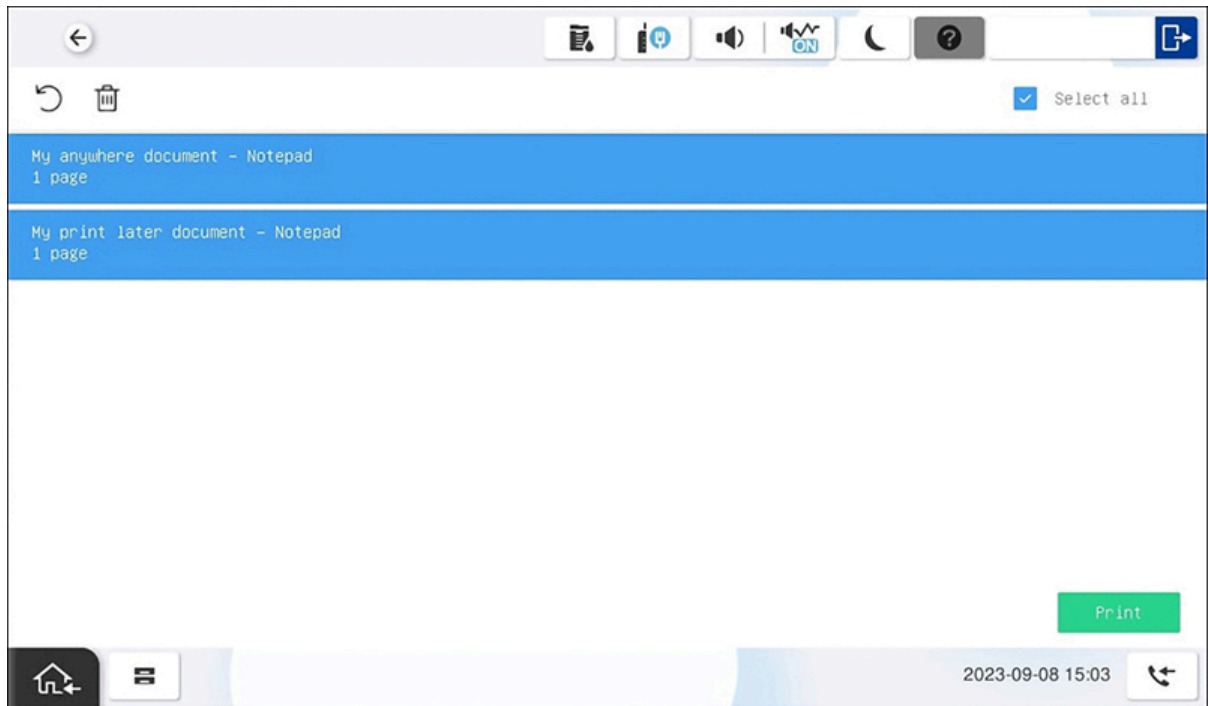 ON
Select all
My anywhere document – Notepad
1 page
My print later document – Notepad
1 page
Print
2023-09-08 15:03